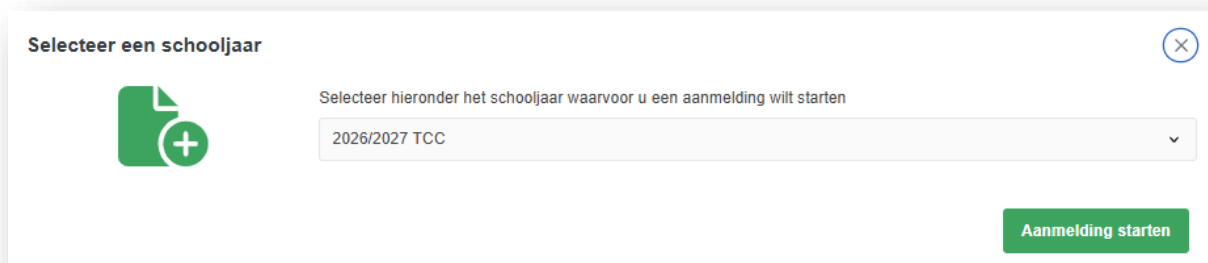 Selecteer een schooljaar
Selecteer hieronder het schooljaar waarvoor u een aanmelding wilt starten
2026/2027 TCC
Aanmelding starten